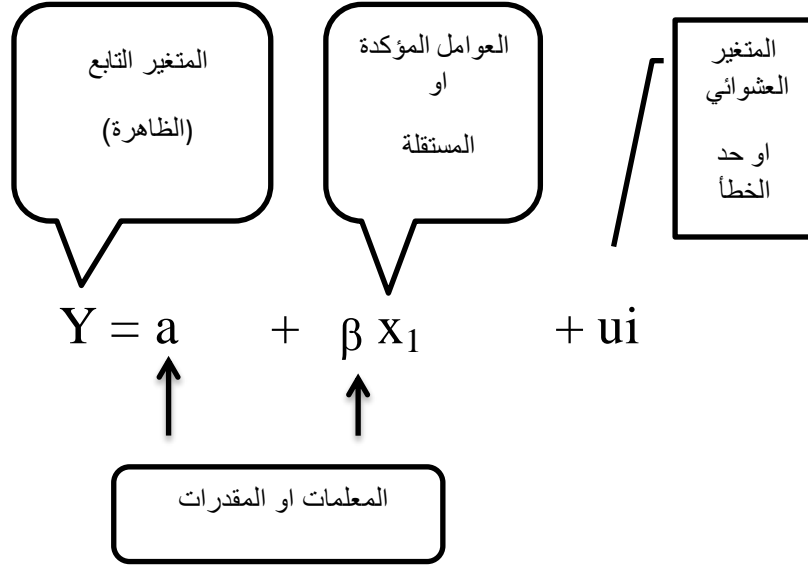 المتغير التابع
(الظاهرة)
العوامل المؤكدة
او
المستقلة
المتغير
العشوائي
او حد
الخطأ
Y = a + β x₁ + ui
المعلمات او المقدرات